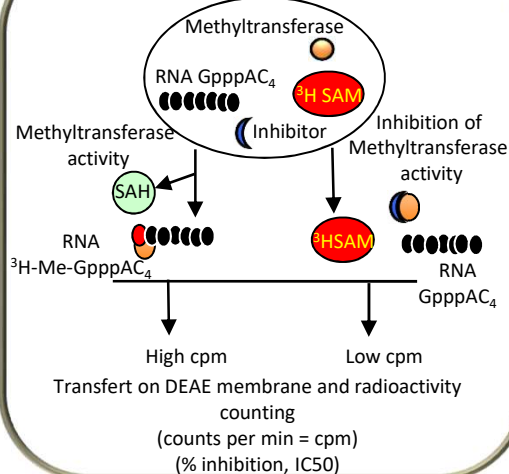 Methyltransferase
RNA GpppAC4
³H SAM
Inhibitor
Methyltransferase
activity
Inhibition of
Methyltransferase
activity
SAH
RNA
³H-Me-GpppAC4
³HSAM
RNA
GpppAC4
High cpm
Low cpm
Transfert on DEAE membrane and radioactivity
counting
(counts per min = cpm)
(% inhibition, IC50)